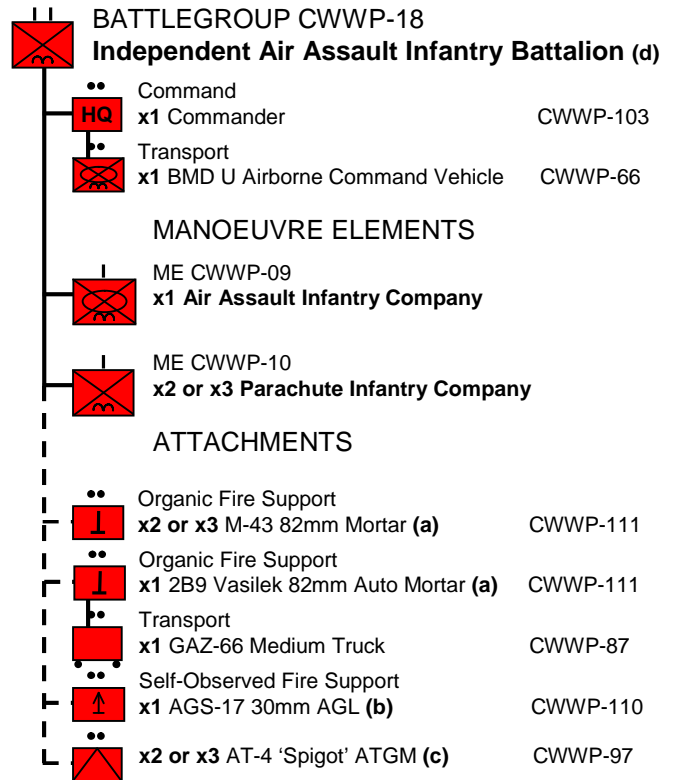 BATTLEGROUP CWWP-18
Independent Air Assault Infantry Battalion (d)
Command
HQ x1 Commander CWWP-103
Transport
x1 BMD U Airborne Command Vehicle CWWP-66
MANOEUVRE ELEMENTS
ME CWWP-09
x1 Air Assault Infantry Company
ME CWWP-10
x2 or x3 Parachute Infantry Company
ATTACHMENTS
Organic Fire Support
x2 or x3 M-43 82mm Mortar (a) CWWP-111
Organic Fire Support
x1 2B9 Vasilek 82mm Auto Mortar (a) CWWP-111
Transport
x1 GAZ-66 Medium Truck CWWP-87
Self-Observed Fire Support
x1 AGS-17 30mm AGL (b) CWWP-110
x2 or x3 AT-4 ‘Spigot’ ATGM (c) CWWP-97